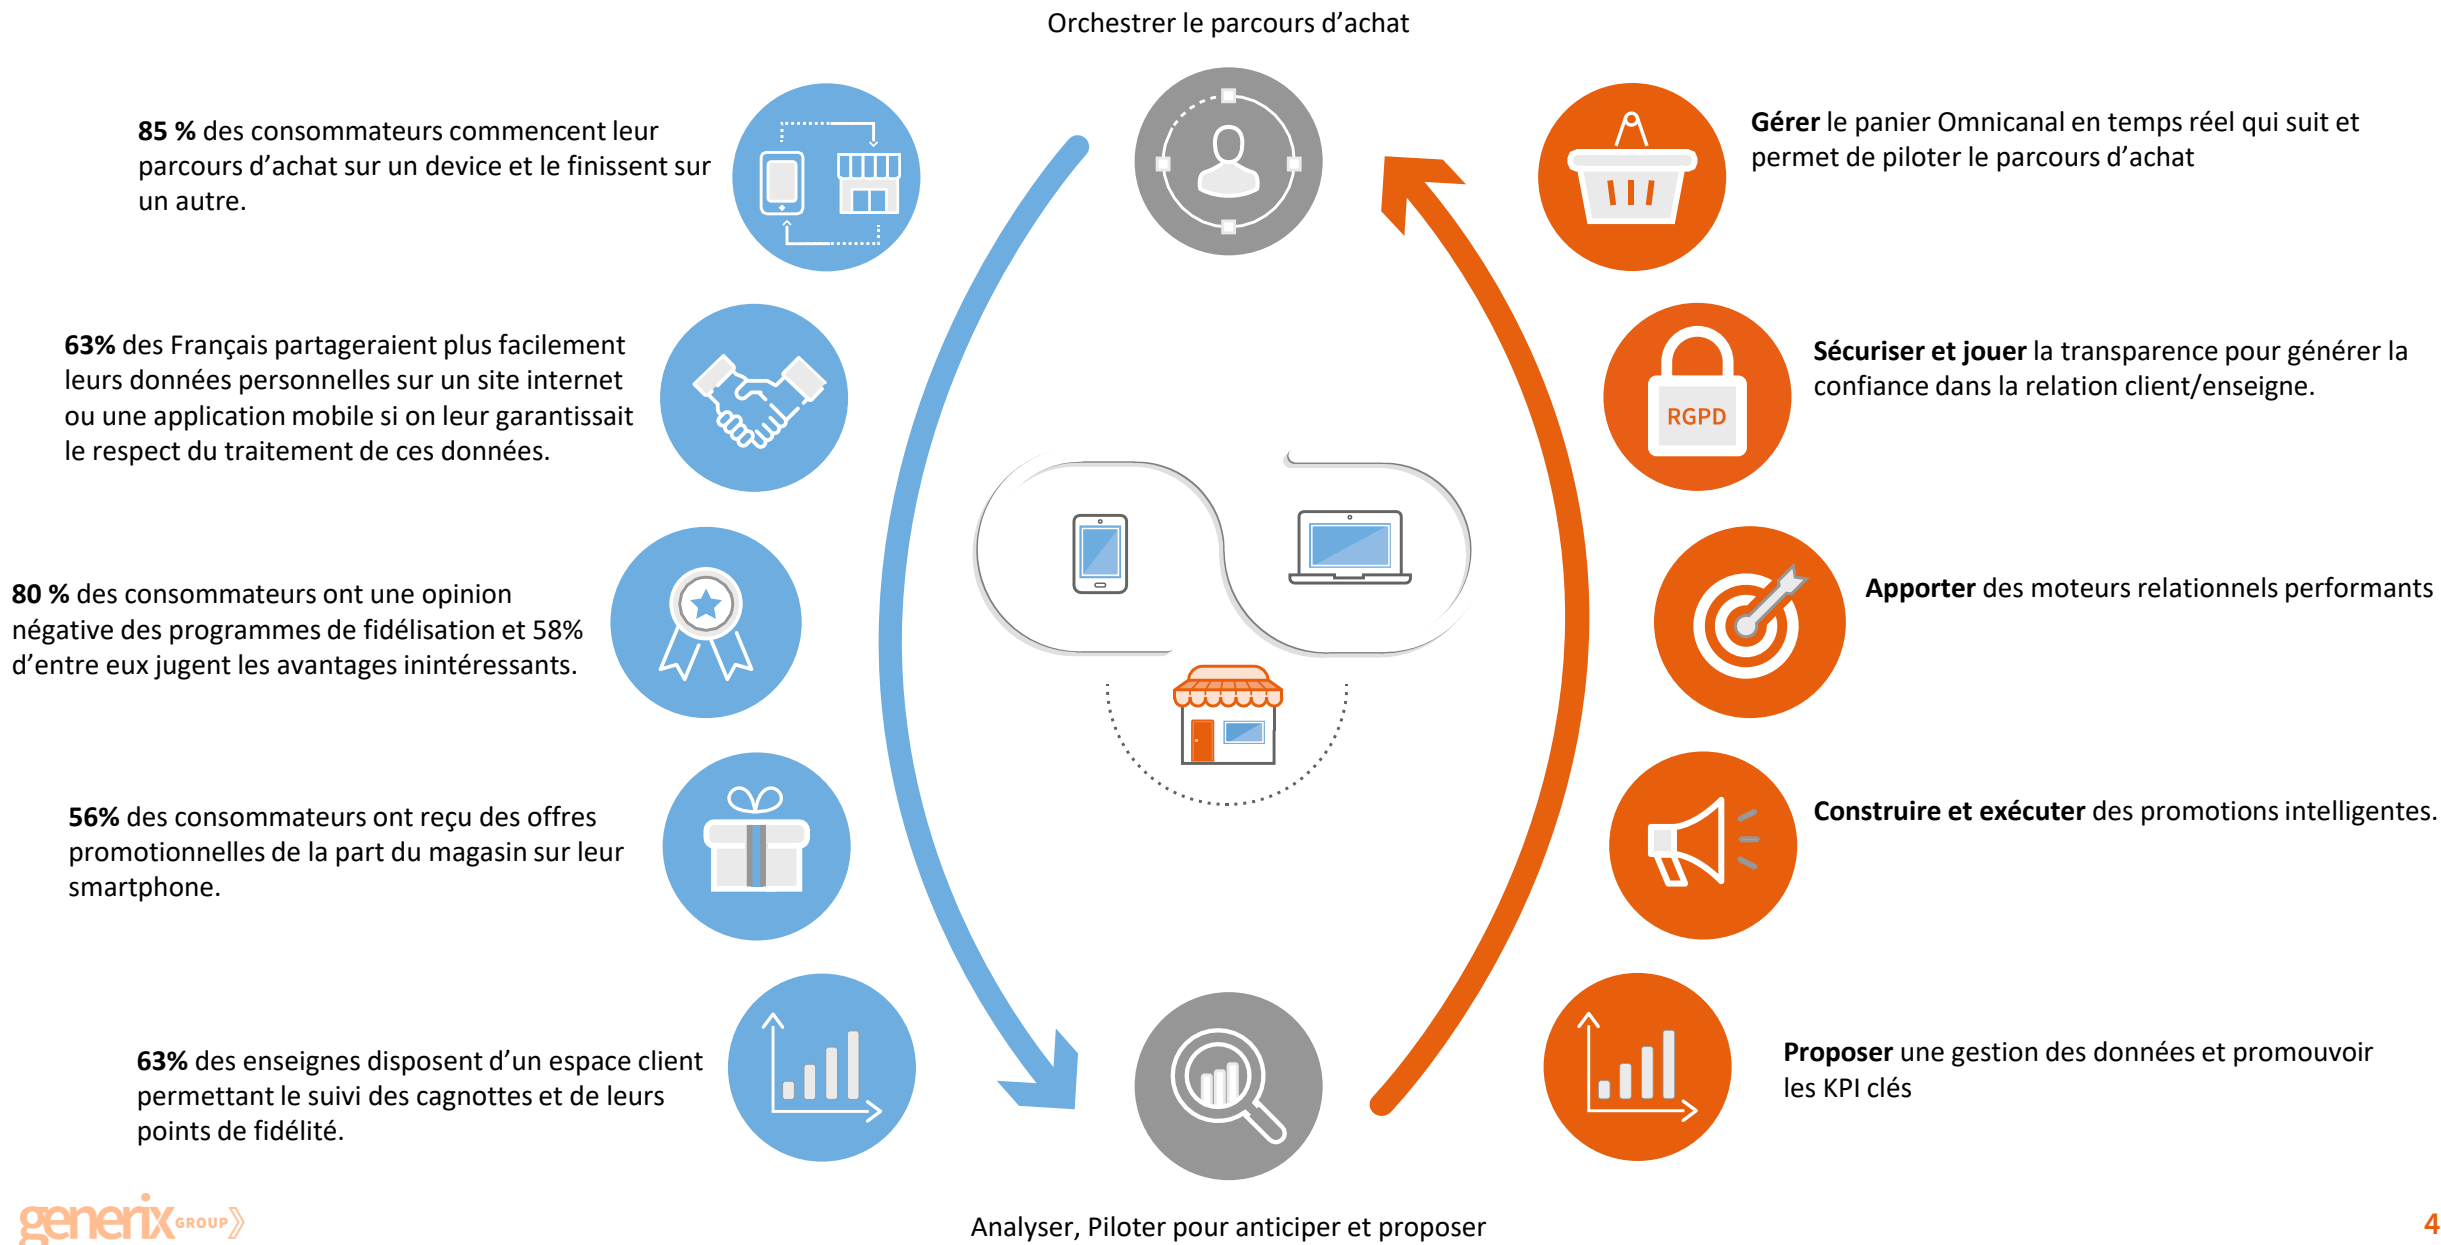 Orchestrer le parcours d’achat
85 % des consommateurs commencent leur
parcours d’achat sur un device et le finissent sur
un autre.
63% des Français partageraient plus facilement
leurs données personnelles sur un site internet
ou une application mobile si on leur garantissait
le respect du traitement de ces données.
80 % des consommateurs ont une opinion
négative des programmes de fidélisation et 58%
d’entre eux jugent les avantages inintéressants.
56% des consommateurs ont reçu des offres
promotionnelles de la part du magasin sur leur
smartphone.
63% des enseignes disposent d’un espace client
permettant le suivi des cagnottes et de leurs
points de fidélité.
Gérer le panier Omnicanal en temps réel qui suit et
permet de piloter le parcours d’achat
RGPD
Sécuriser et jouer la transparence pour générer la
confiance dans la relation client/enseigne.
Apporter des moteurs relationnels performants
Construire et exécuter des promotions intelligentes.
Proposer une gestion des données et promouvoir
les KPI clés
Analyser, Piloter pour anticiper et proposer
generix GROUP
4